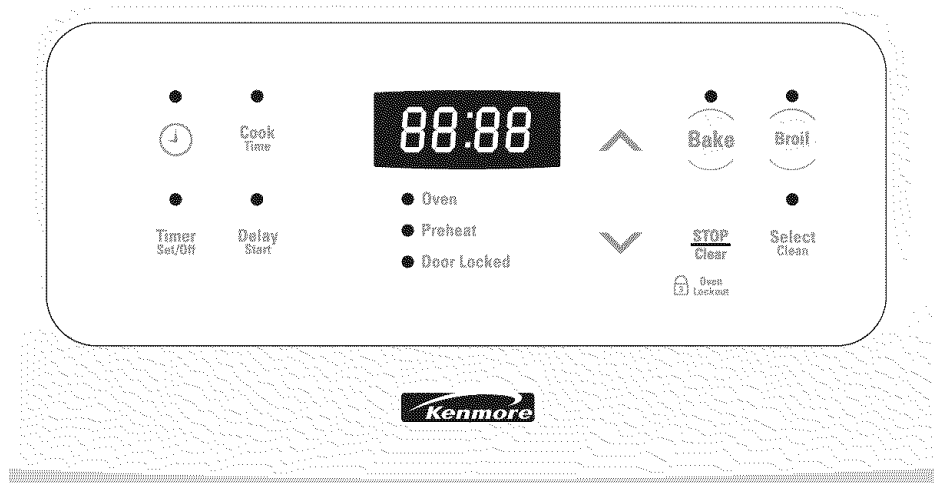 Cook
Time
88:88
Bake
Broil
Oven
Preheat
Door Locked
Timer
Set/Off
Delay
Start
STOP
Clear
Select
Clean
3
Oven
Lockout
Kenmore